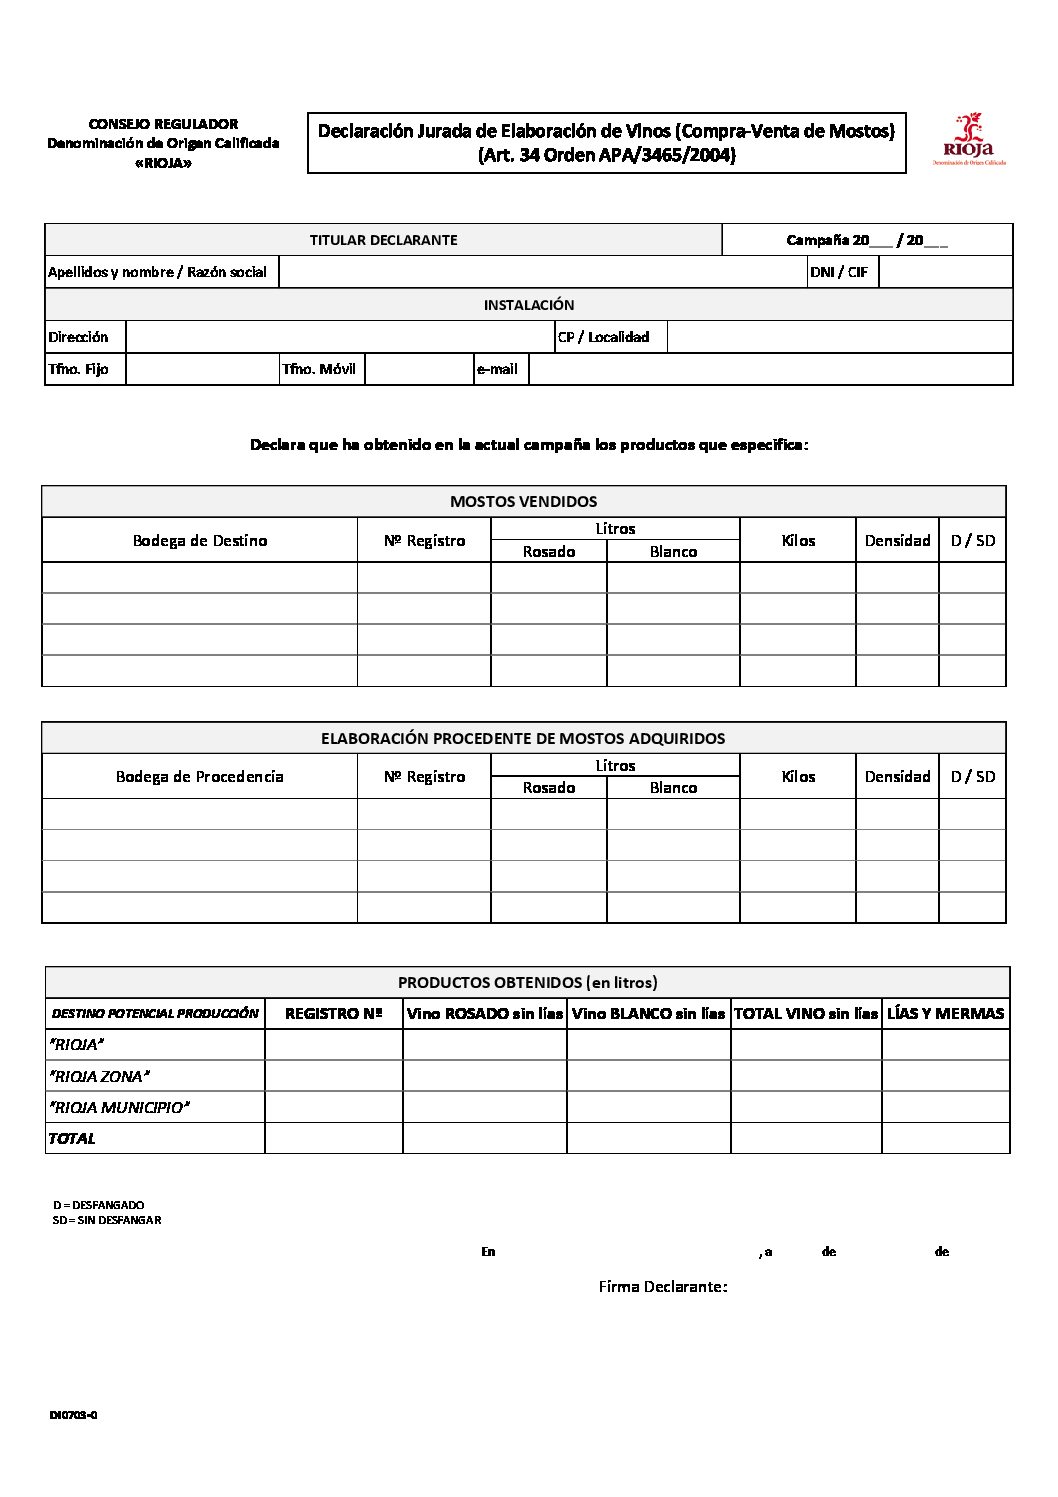 CONSEJO REGULADOR
Denominación de Origen Calificada
«RIOJA»
Declaración Jurada de Elaboración de Vinos (Compra-Venta de Mostos)
(Art. 34 Orden APA/3465/2004)
RIOJA
Denominación de Origen Calificada
TITULAR DECLARANTE Campaña 20___ / 20___
Apellidos y nombre / Razón social DNI / CIF
INSTALACIÓN
Dirección CP / Localidad
Tfno. Fijo Tfno. Móvil e-mail
Declara que ha obtenido en la actual campaña los productos que especifica:
MOSTOS VENDIDOS
Bodega de Destino Nº Registro Litros Kilos Densidad D / SD
Rosado Blanco
ELABORACIÓN PROCEDENTE DE MOSTOS ADQUIRIDOS
Bodega de Procedencia Nº Registro Litros Kilos Densidad D / SD
Rosado Blanco
PRODUCTOS OBTENIDOS (en litros)
DESTINO POTENCIAL PRODUCCIÓN REGISTRO Nº Vino ROSADO sin lías Vino BLANCO sin lías TOTAL VINO sin lías LÍAS Y MERMAS
"RIOJA"
"RIOJA ZONA"
"RIOJA MUNICIPIO"
TOTAL
D = DESFANGADO
SD = SIN DESFANGAR
En , a de de
Firma Declarante:
DI0703-0